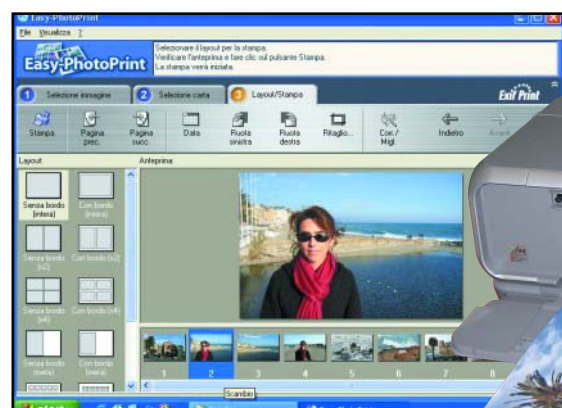 Easy-PhotoPrint
File Visualizza ?
Easy-PhotoPrint
Selezionare il layout per la stampa.
Verificare l'anteprima e fare clic sul pulsante Stampa.
La stampa verrà iniziata.
1 Selezione immagine
2 Selezione carta
3 Layout/Stampa
Exif Print
Stampa
Pagina prec.
Pagina succ.
Data
Ruota sinistra
Ruota destra
Ritaglio...
Corr./ Migl.
Indietro
Avanti
Layout:
Anteprima:
Senza bordo (intera)
Con bordo (intera)
Senza bordo (x2)
Con bordo (x2)
Senza bordo (x4)
Con bordo (x4)
Senza bordo (metà)
Con bordo (metà)
1 2 3 4 5 6 7 8
Scambio